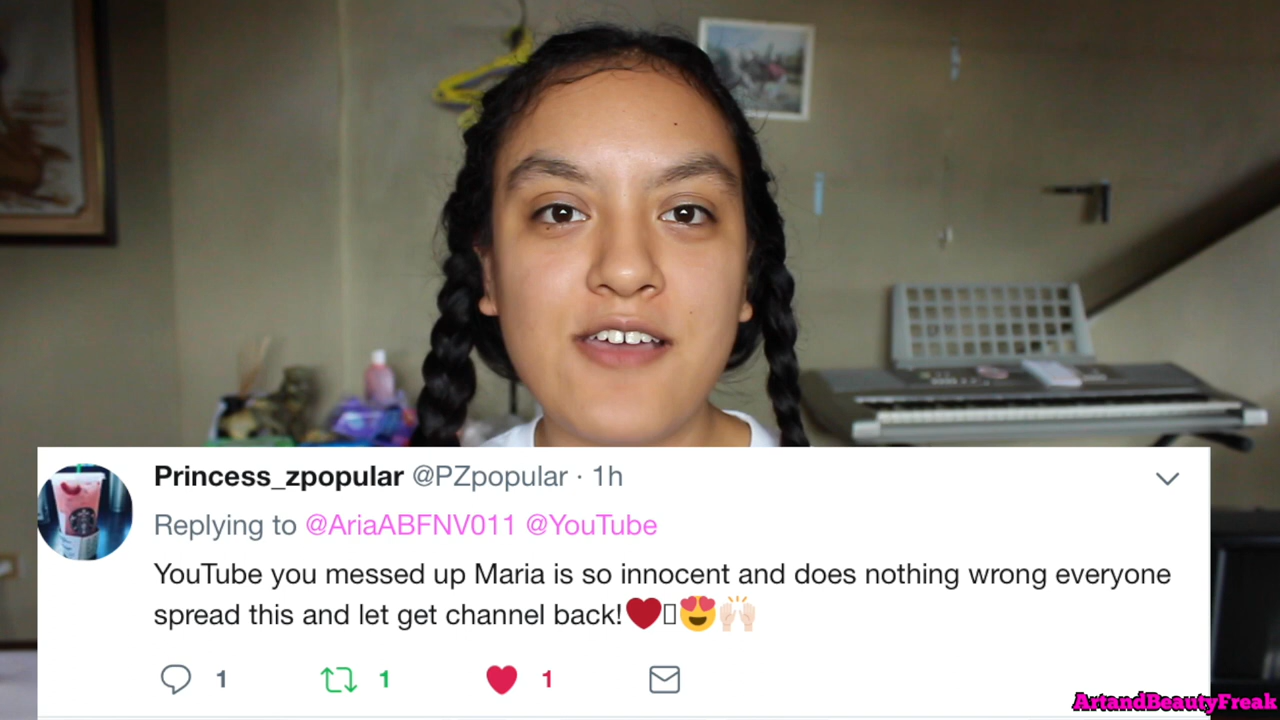 Princess_zpopular @PZpopular · 1h
Replying to @AriaABFNV011 @YouTube
YouTube you messed up Maria is so innocent and does nothing wrong everyone
spread this and let get channel back!❤️▯😍🙌🏻
1 1 1
ArtandBeautyFreak